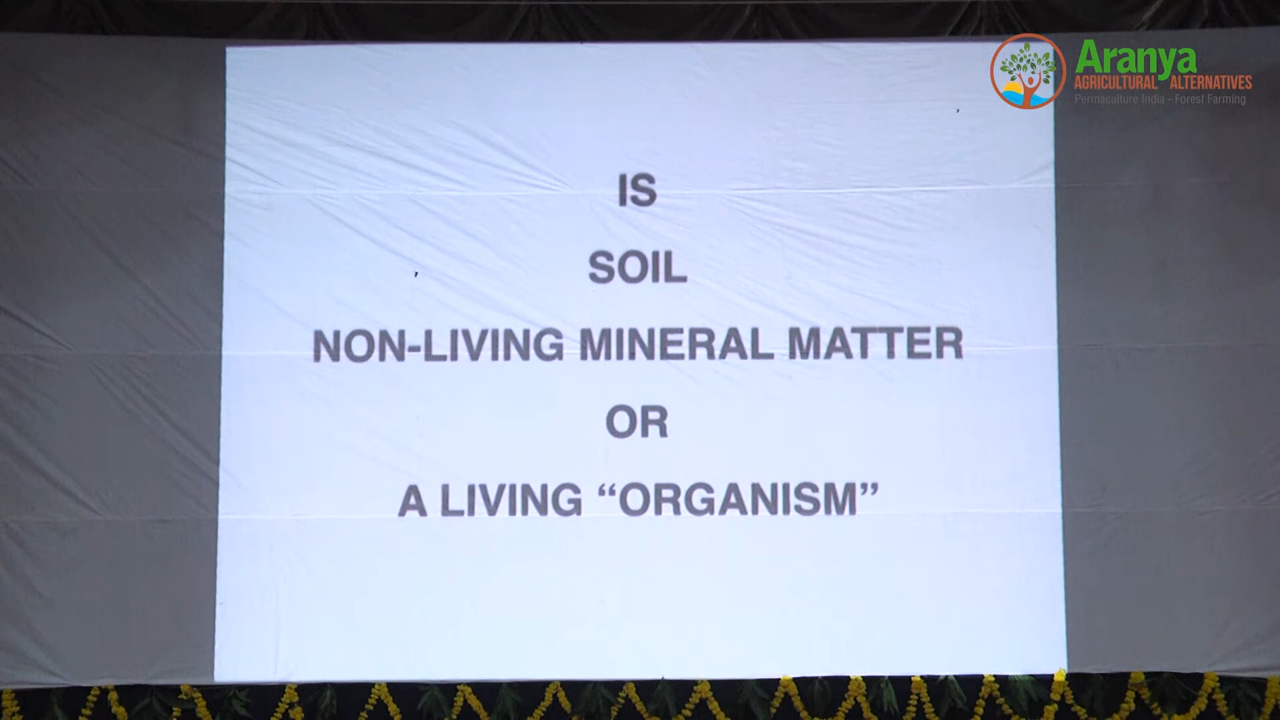 Aranya
AGRICULTURAL ALTERNATIVES
Permaculture India - Forest Farming
IS
SOIL
NON-LIVING MINERAL MATTER
OR
A LIVING “ORGANISM”